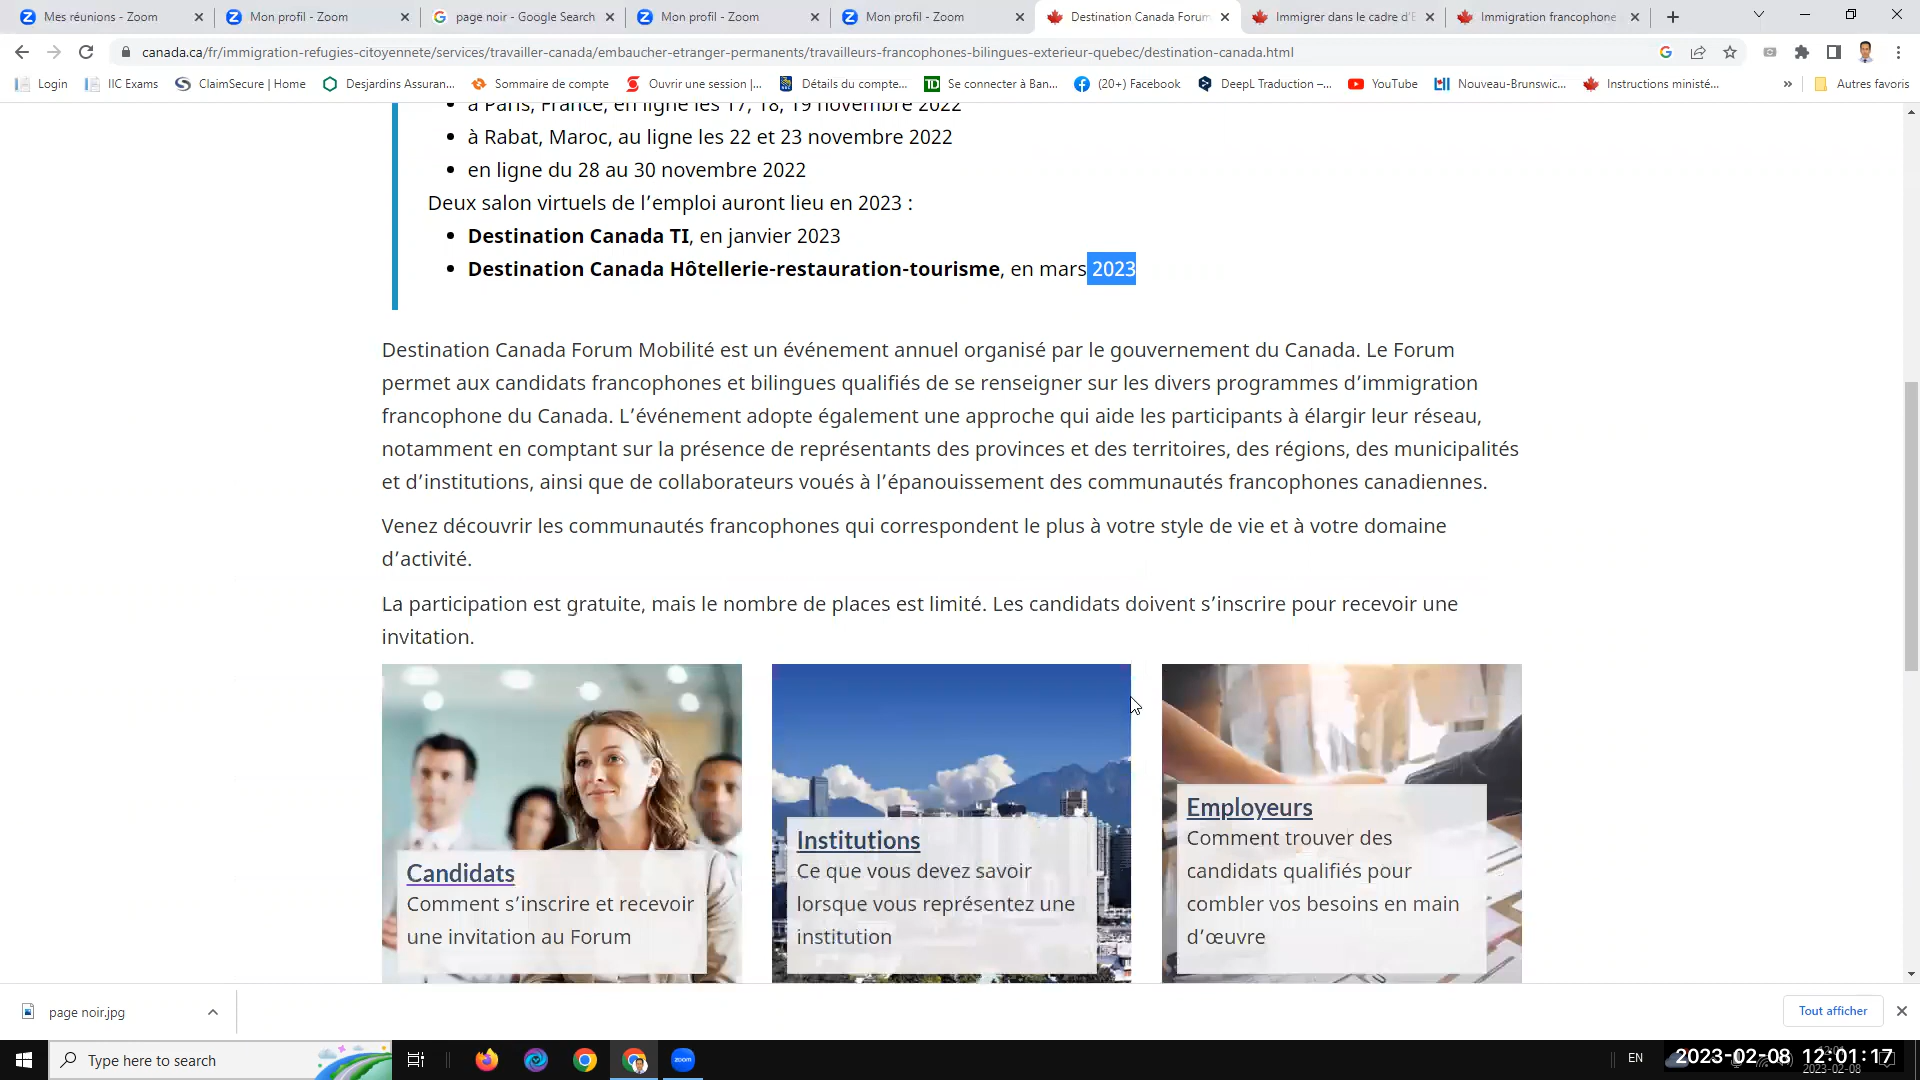 Mes réunions - Zoom
Mon profil - Zoom
page noir - Google Search
Mon profil - Zoom
Mon profil - Zoom
Destination Canada Forum
Immigrer dans le cadre d'E
Immigration francophone
canada.ca/fr/immigration-refugies-citoyennete/services/travailler-canada/embaucher-etranger-permanents/travailleurs-francophones-bilingues-exterieur-quebec/destination-canada.html
Login
IIC Exams
ClaimSecure | Home
Desjardins Assuran...
Sommaire de compte
Ouvrir une session |...
Détails du compte...
Se connecter à Ban...
(20+) Facebook
DeepL Traduction –...
YouTube
Nouveau-Brunswic...
Instructions ministé...
»
Autres favoris
à Paris, France, en ligne les 17, 18, 19 novembre 2022
à Rabat, Maroc, au ligne les 22 et 23 novembre 2022
en ligne du 28 au 30 novembre 2022
Deux salon virtuels de l’emploi auront lieu en 2023 :
Destination Canada TI, en janvier 2023
Destination Canada Hôtellerie-restauration-tourisme, en mars 2023
Destination Canada Forum Mobilité est un événement annuel organisé par le gouvernement du Canada. Le Forum
permet aux candidats francophones et bilingues qualifiés de se renseigner sur les divers programmes d’immigration
francophone du Canada. L’événement adopte également une approche qui aide les participants à élargir leur réseau,
notamment en comptant sur la présence de représentants des provinces et des territoires, des régions, des municipalités
et d’institutions, ainsi que de collaborateurs voués à l’épanouissement des communautés francophones canadiennes.
Venez découvrir les communautés francophones qui correspondent le plus à votre style de vie et à votre domaine
d’activité.
La participation est gratuite, mais le nombre de places est limité. Les candidats doivent s’inscrire pour recevoir une
invitation.
Candidats
Comment s’inscrire et recevoir
une invitation au Forum
Institutions
Ce que vous devez savoir
lorsque vous représentez une
institution
Employeurs
Comment trouver des
candidats qualifiés pour
combler vos besoins en main
d’œuvre
page noir.jpg
Tout afficher
Type here to search
zoom
EN
2023-02-08 12:01:17
2023-02-08